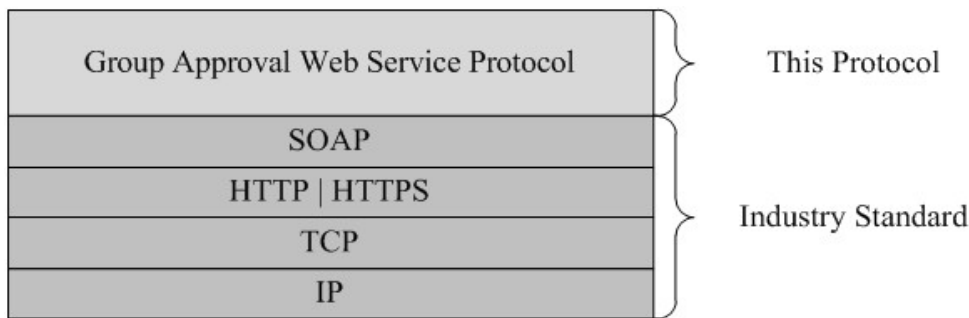 Group Approval Web Service Protocol
This Protocol
SOAP
HTTP | HTTPS
TCP
IP
Industry Standard